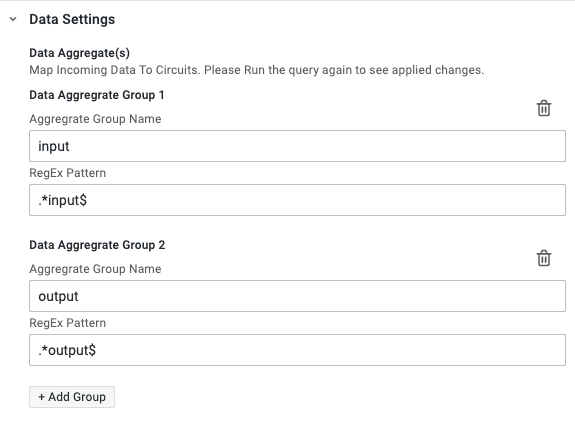 Data Settings
Data Aggregate(s)
Map Incoming Data To Circuits. Please Run the query again to see applied changes.
Data Aggregrate Group 1
Aggregrate Group Name
input
RegEx Pattern
.*input$
Data Aggregrate Group 2
Aggregrate Group Name
output
RegEx Pattern
.*output$
+ Add Group